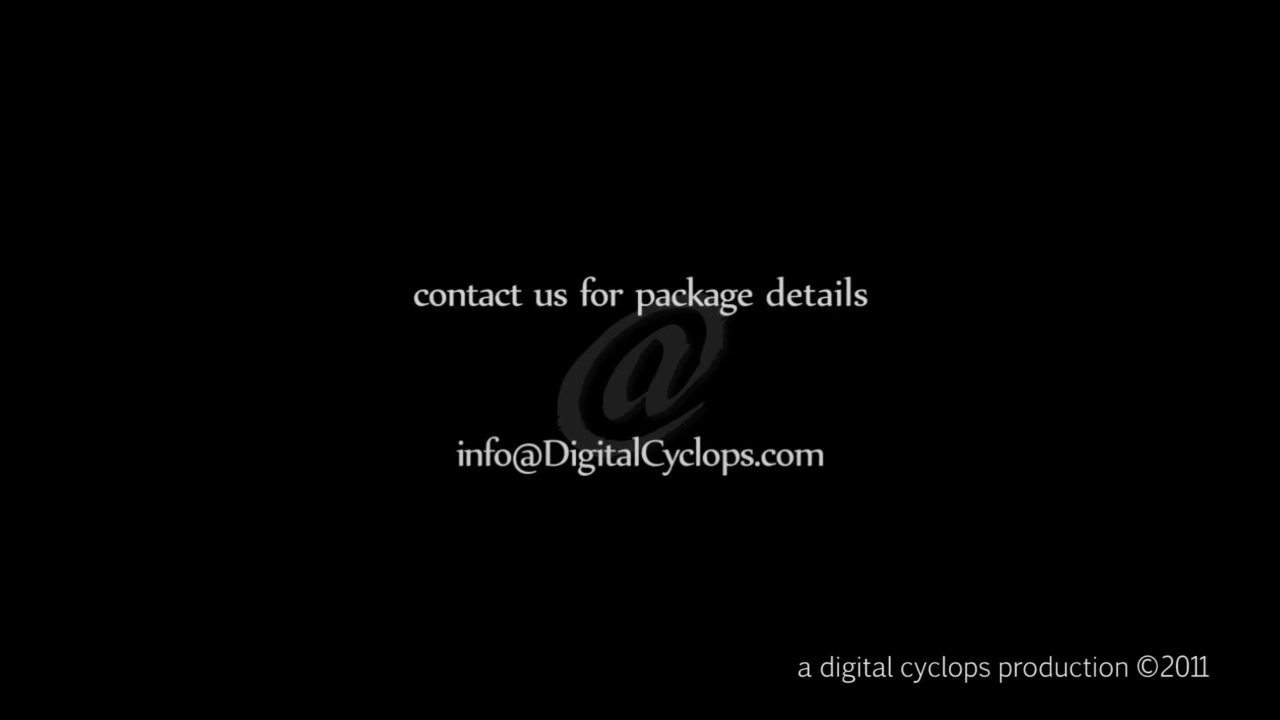 contact us for package details
@
info@DigitalCyclops.com
a digital cyclops production ©2011